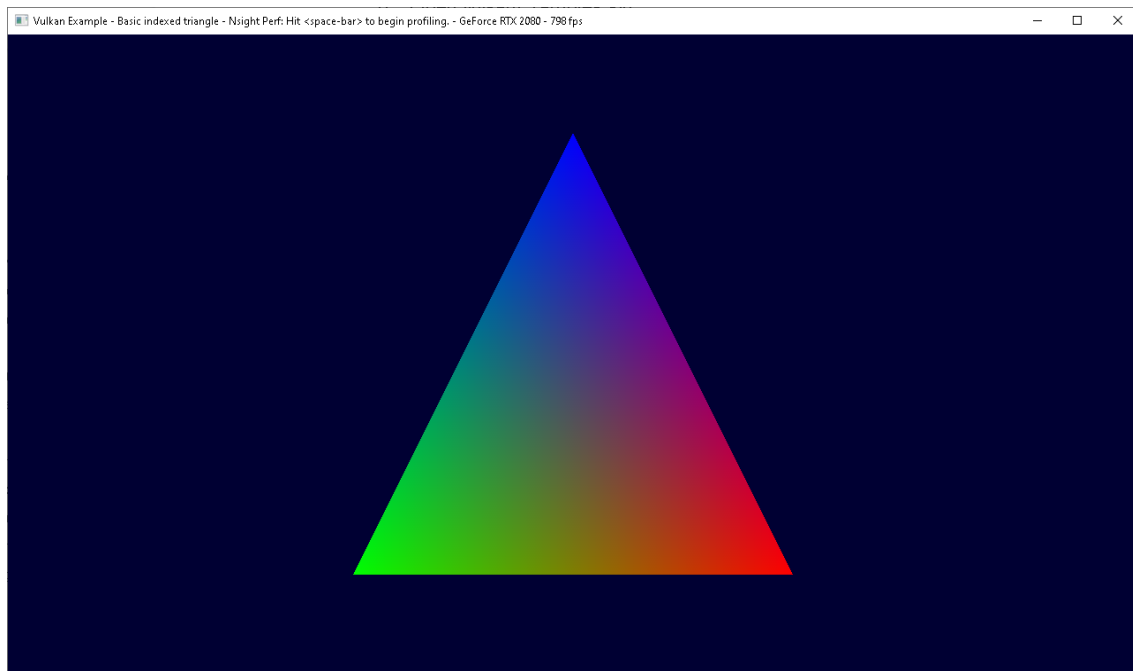 Vulkan Example - Basic indexed triangle - Nsight Perf: Hit <space-bar> to begin profiling. - GeForce RTX 2080 - 798 fps